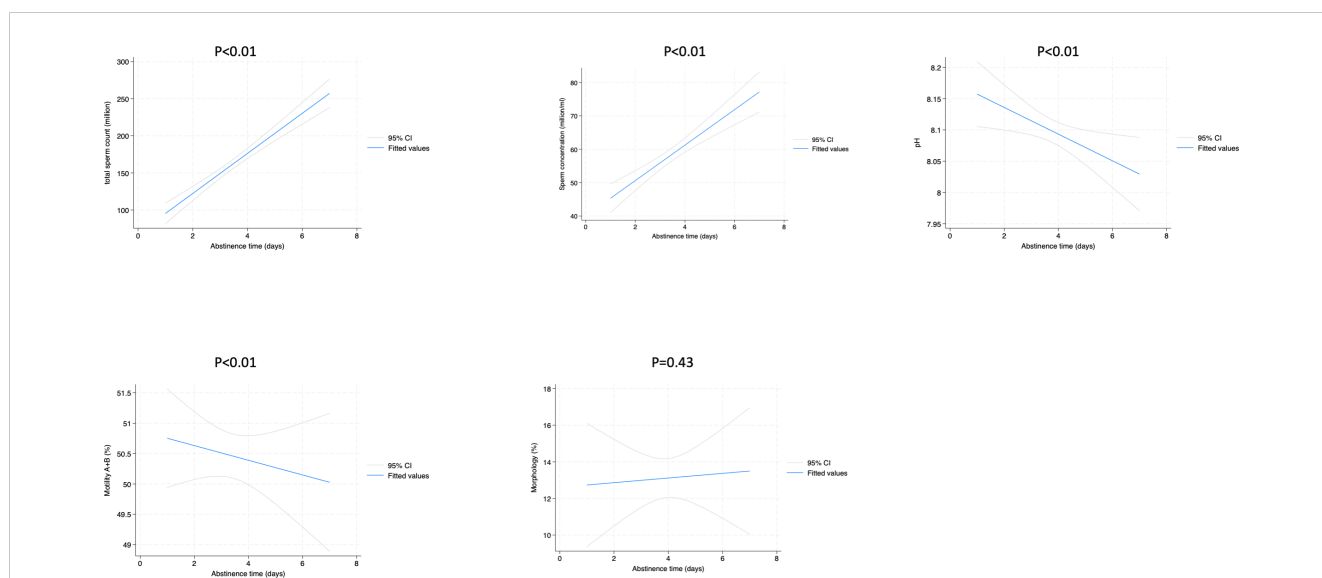 P<0.01
300
250
200
150
100
total sperm count (million)
0 2 4 6 8
Abstinence time (days)
95% CI
Fitted values
P<0.01
80
70
60
50
40
Sperm concentration (million/ml)
0 2 4 6 8
Abstinence time (days)
95% CI
Fitted values
P<0.01
8.2
8.15
8.1
8.05
8
7.95
pH
0 2 4 6 8
Abstinence time (days)
95% CI
Fitted values
P<0.01
51.5
51
50.5
50
49.5
49
Motility A+B (%)
0 2 4 6 8
Abstinence time (days)
95% CI
Fitted values
P=0.43
18
16
14
12
10
Morphology (%)
0 2 4 6 8
Abstinence time (days)
95% CI
Fitted values